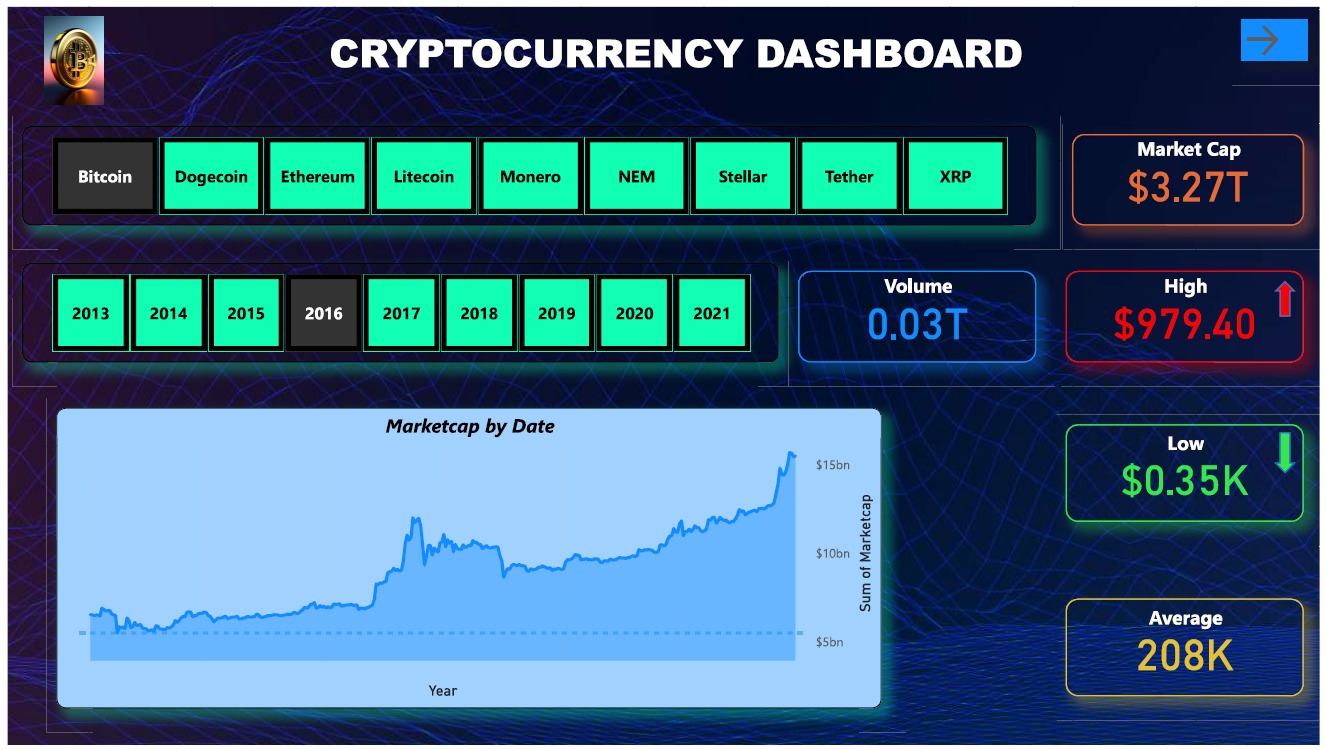 CRYPTOCURRENCY DASHBOARD
Bitcoin
Dogecoin
Ethereum
Litecoin
Monero
NEM
Stellar
Tether
XRP
Market Cap
$3.27T
2013
2014
2015
2016
2017
2018
2019
2020
2021
Volume
0.03T
High
$979.40
Marketcap by Date
$15bn
$10bn
$5bn
Sum of Marketcap
Year
Low
$0.35K
Average
208K